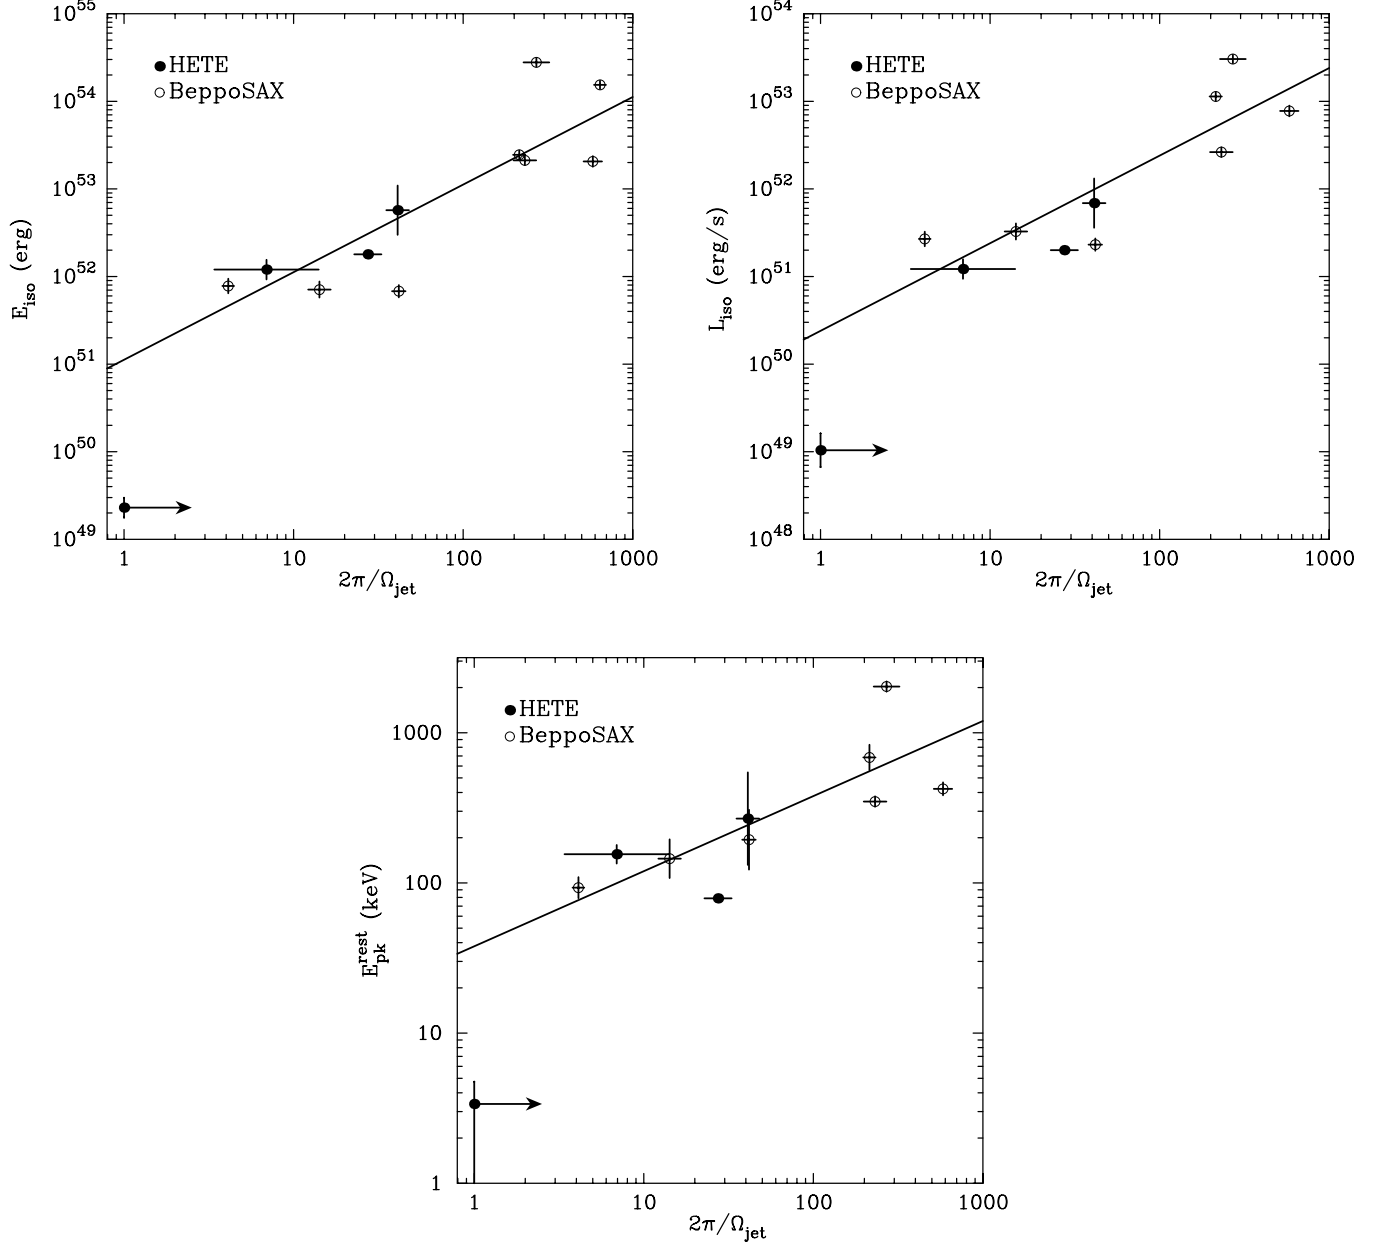 10^55
10^54
10^53
10^52
10^51
10^50
10^49
E_iso (erg)
HETE
BeppoSAX
1 10 100 1000
2π/Ω_jet
10^54
10^53
10^52
10^51
10^50
10^49
10^48
L_iso (erg/s)
HETE
BeppoSAX
1 10 100 1000
2π/Ω_jet
1000
100
10
1
E_pk^rest (keV)
HETE
BeppoSAX
1 10 100 1000
2π/Ω_jet